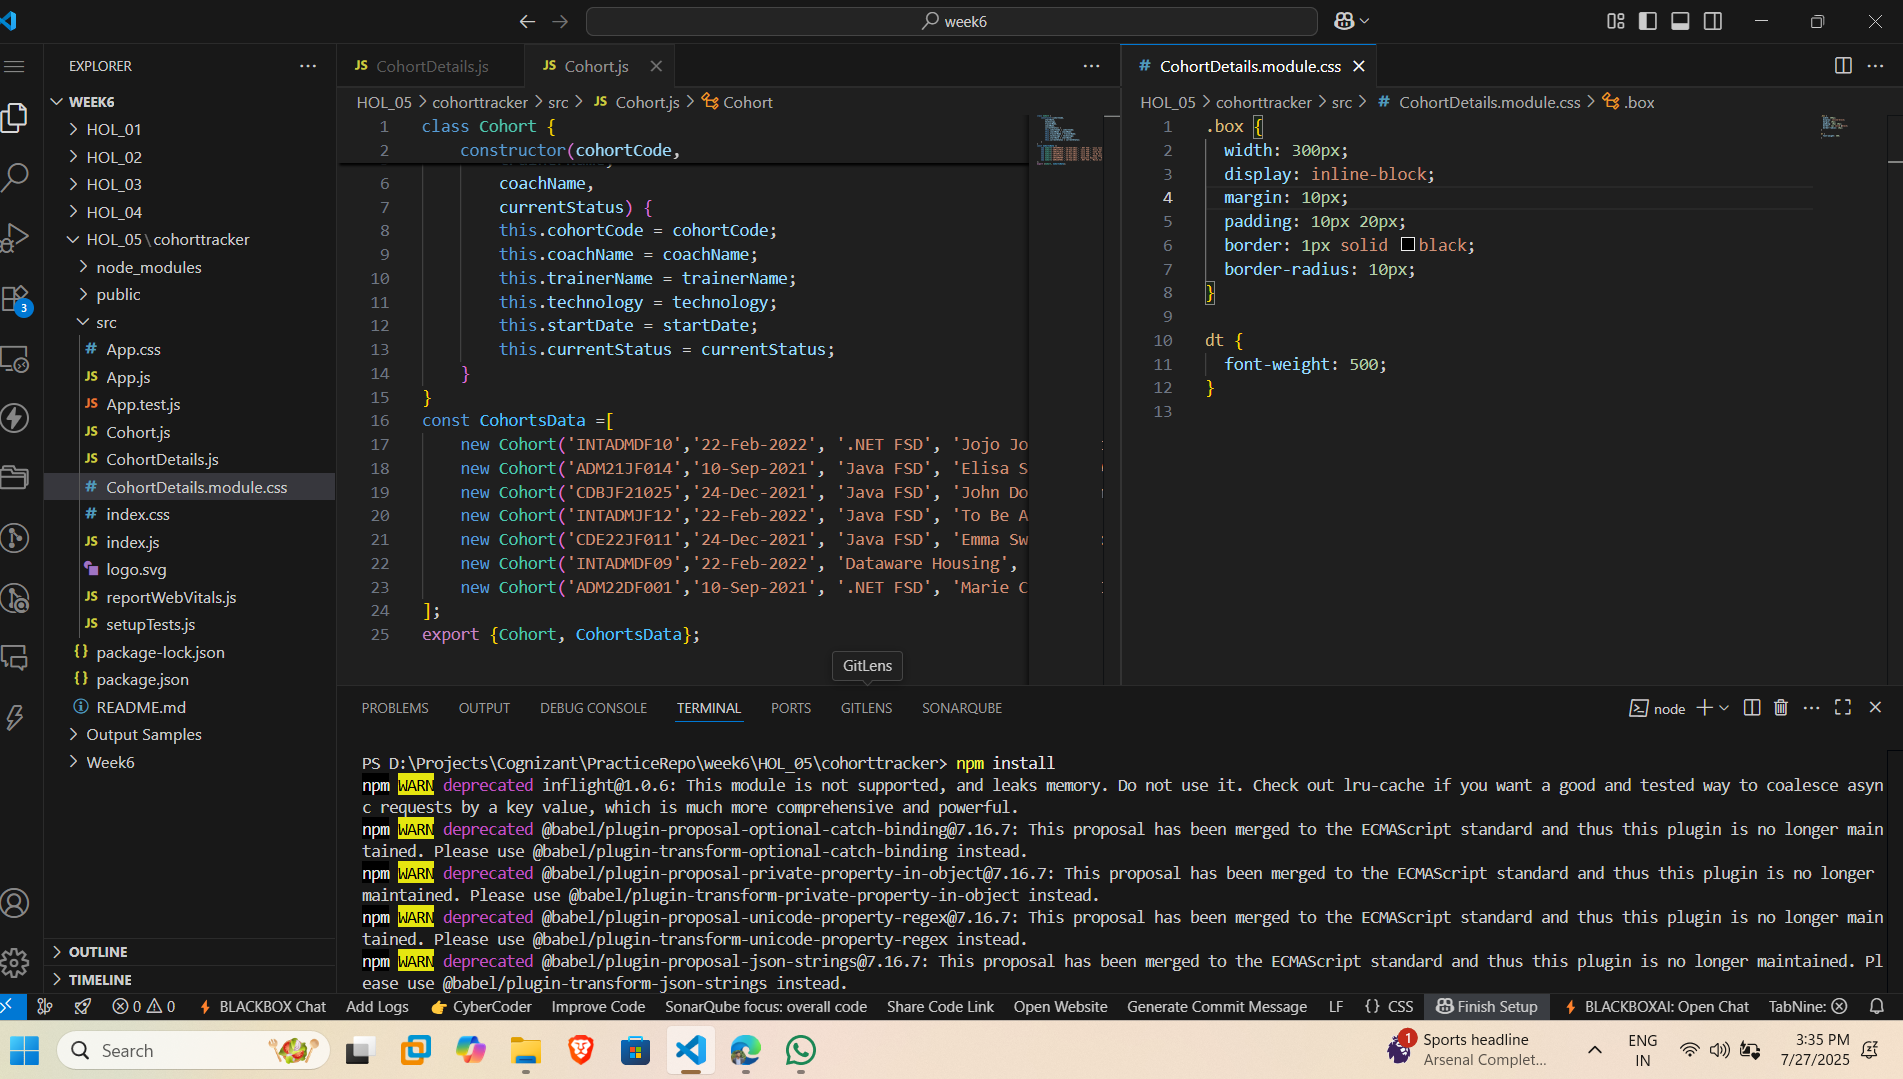 week6
EXPLORER
WEEK6
HOL_01
HOL_02
HOL_03
HOL_04
HOL_05\cohorttracker
node_modules
public
src
# App.css
JS App.js
JS App.test.js
JS Cohort.js
JS CohortDetails.js
# CohortDetails.module.css
# index.css
JS index.js
logo.svg
JS reportWebVitals.js
JS setupTests.js
{} package-lock.json
{} package.json
README.md
Output Samples
Week6
OUTLINE
TIMELINE
3
JS CohortDetails.js
JS Cohort.js
HOL_05 > cohorttracker > src > JS Cohort.js > Cohort
1 class Cohort {
2 constructor(cohortCode,
6 coachName,
7 currentStatus) {
8 this.cohortCode = cohortCode;
9 this.coachName = coachName;
10 this.trainerName = trainerName;
11 this.technology = technology;
12 this.startDate = startDate;
13 this.currentStatus = currentStatus;
14 }
15 }
16 const CohortsData =[
17 new Cohort('INTADMDF10','22-Feb-2022', '.NET FSD', 'Jojo Jo
18 new Cohort('ADM21JF014','10-Sep-2021', 'Java FSD', 'Elisa S
19 new Cohort('CDBJF21025','24-Dec-2021', 'Java FSD', 'John Do
20 new Cohort('INTADMJF12','22-Feb-2022', 'Java FSD', 'To Be A
21 new Cohort('CDE22JF011','24-Dec-2021', 'Java FSD', 'Emma Sw
22 new Cohort('INTADMDF09','22-Feb-2022', 'Dataware Housing',
23 new Cohort('ADM22DF001','10-Sep-2021', '.NET FSD', 'Marie C
24 ];
25 export {Cohort, CohortsData};
GitLens
# CohortDetails.module.css
HOL_05 > cohorttracker > src > # CohortDetails.module.css > .box
1 .box {
2 width: 300px;
3 display: inline-block;
4 margin: 10px;
5 padding: 10px 20px;
6 border: 1px solid black;
7 border-radius: 10px;
8 }
9
10 dt {
11 font-weight: 500;
12 }
13
PROBLEMS OUTPUT DEBUG CONSOLE TERMINAL PORTS GITLENS SONARQUBE
node
PS D:\Projects\Cognizant\PracticeRepo\week6\HOL_05\cohorttracker> npm install
npm WARN deprecated inflight@1.0.6: This module is not supported, and leaks memory. Do not use it. Check out lru-cache if you want a good and tested way to coalesce asyn
c requests by a key value, which is much more comprehensive and powerful.
npm WARN deprecated @babel/plugin-proposal-optional-catch-binding@7.16.7: This proposal has been merged to the ECMAScript standard and thus this plugin is no longer main
tained. Please use @babel/plugin-transform-optional-catch-binding instead.
npm WARN deprecated @babel/plugin-proposal-private-property-in-object@7.16.7: This proposal has been merged to the ECMAScript standard and thus this plugin is no longer
maintained. Please use @babel/plugin-transform-private-property-in-object instead.
npm WARN deprecated @babel/plugin-proposal-unicode-property-regex@7.16.7: This proposal has been merged to the ECMAScript standard and thus this plugin is no longer main
tained. Please use @babel/plugin-transform-unicode-property-regex instead.
npm WARN deprecated @babel/plugin-proposal-json-strings@7.16.7: This proposal has been merged to the ECMAScript standard and thus this plugin is no longer maintained. Pl
ease use @babel/plugin-transform-json-strings instead.
0 0 BLACKBOX Chat Add Logs CyberCoder Improve Code SonarQube focus: overall code Share Code Link Open Website Generate Commit Message LF {} CSS Finish Setup BLACKBOXAI: Open Chat TabNine:
Search
1
Sports headline
Arsenal Complet...
ENG
IN
3:35 PM
7/27/2025